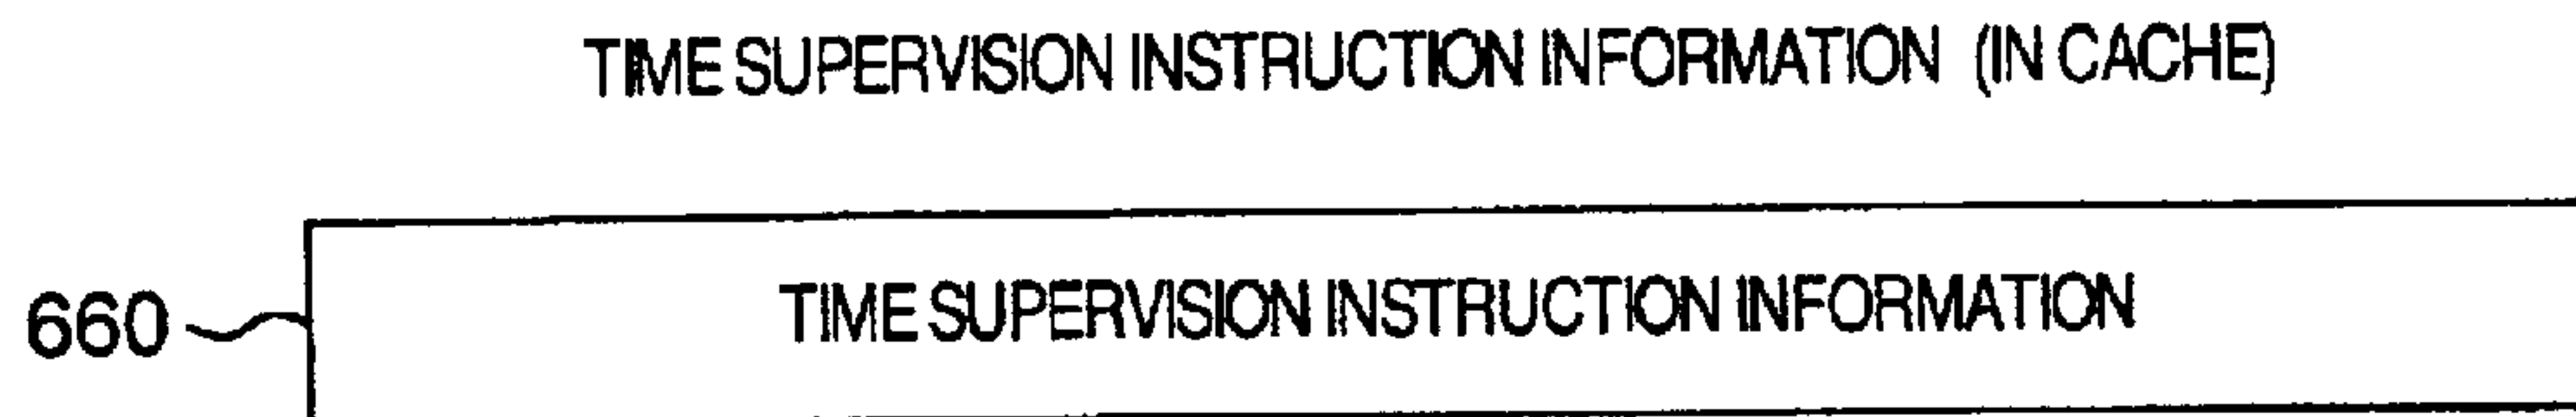 TIME SUPERVISION INSTRUCTION INFORMATION (IN CACHE)
660 TIME SUPERVISION INSTRUCTION INFORMATION